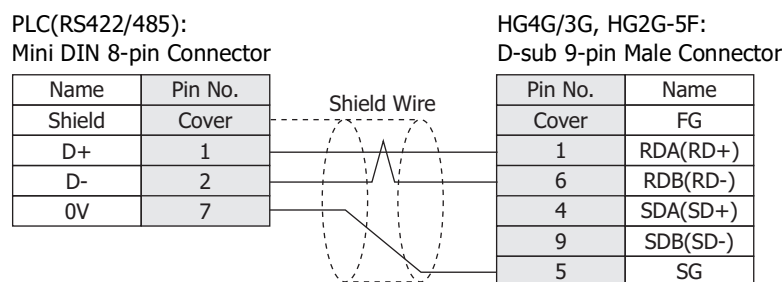 PLC(RS422/485):
Mini DIN 8-pin Connector
HG4G/3G, HG2G-5F:
D-sub 9-pin Male Connector
Name Pin No.
Shield Cover
D+ 1
D- 2
0V 7
Shield Wire
Pin No. Name
Cover FG
1 RDA(RD+)
6 RDB(RD-)
4 SDA(SD+)
9 SDB(SD-)
5 SG